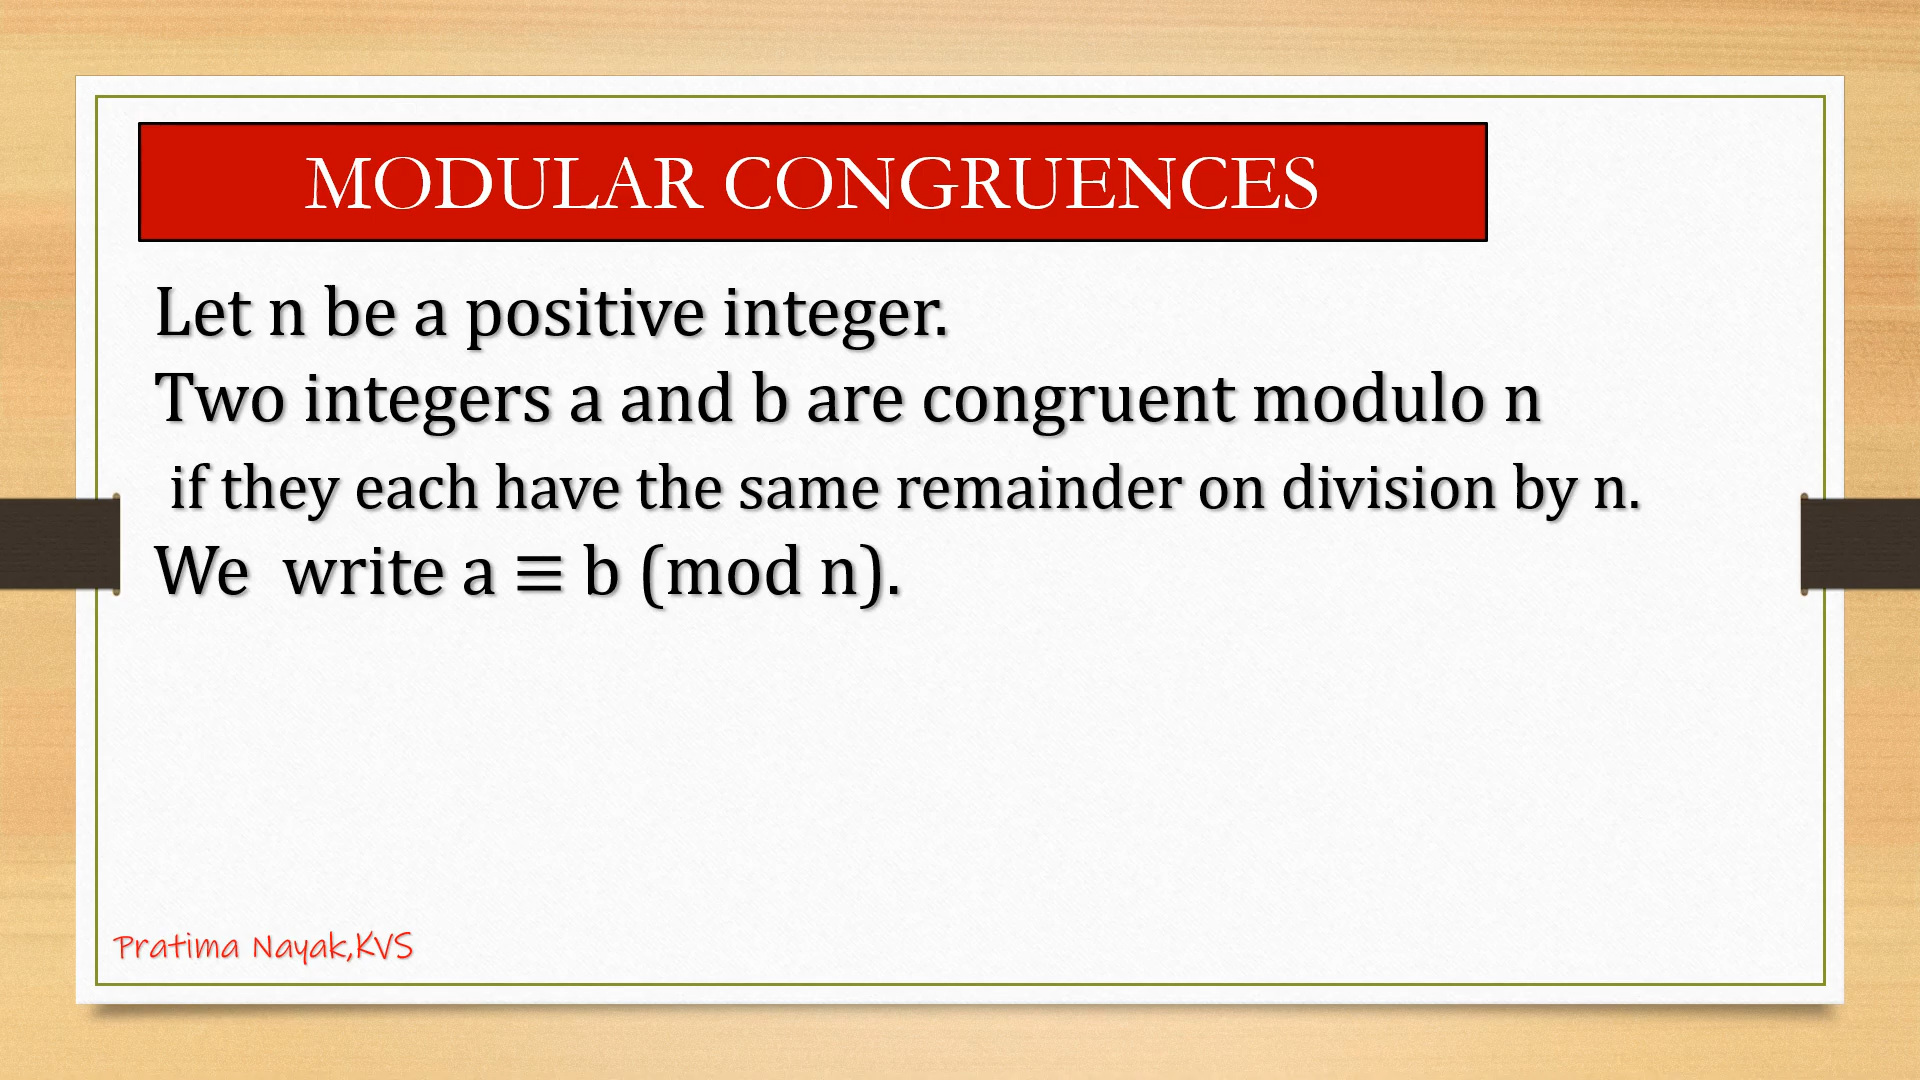 MODULAR CONGRUENCES
Let n be a positive integer.
Two integers a and b are congruent modulo n
if they each have the same remainder on division by n.
We  write a ≡ b (mod n).
Pratima Nayak,KVS